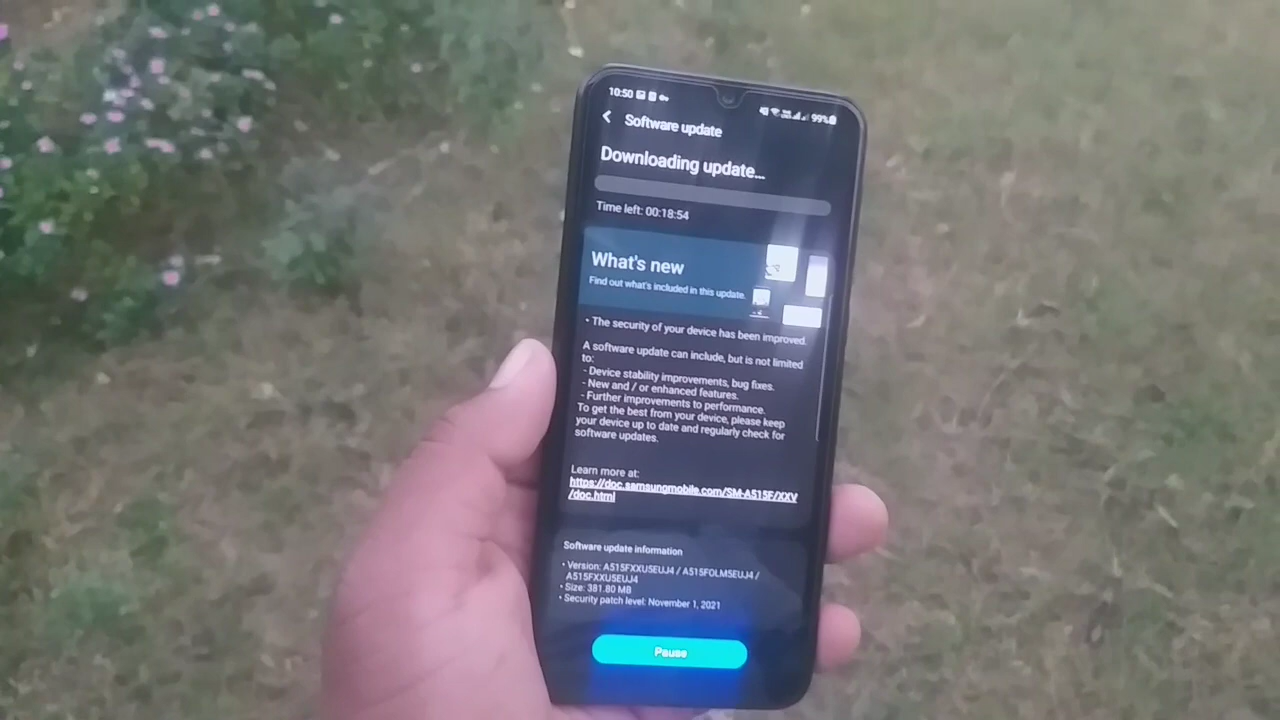 10:50
99%
Software update
Downloading update...
Time left: 00:18:54
What's new
Find out what's included in this update.
• The security of your device has been improved.
A software update can include, but is not limited
to:
- Device stability improvements, bug fixes.
- New and / or enhanced features.
- Further improvements to performance.
To get the best from your device, please keep
your device up to date and regularly check for
software updates.
Learn more at:
https://doc.samsungmobile.com/SM-A515F/XXV
/doc.html
Software update information
• Version: A515FXXU5EUJ4 / A515FOLM5EUJ4 /
A515FXXU5EUJ4
• Size: 381.80 MB
• Security patch level: November 1, 2021
Pause